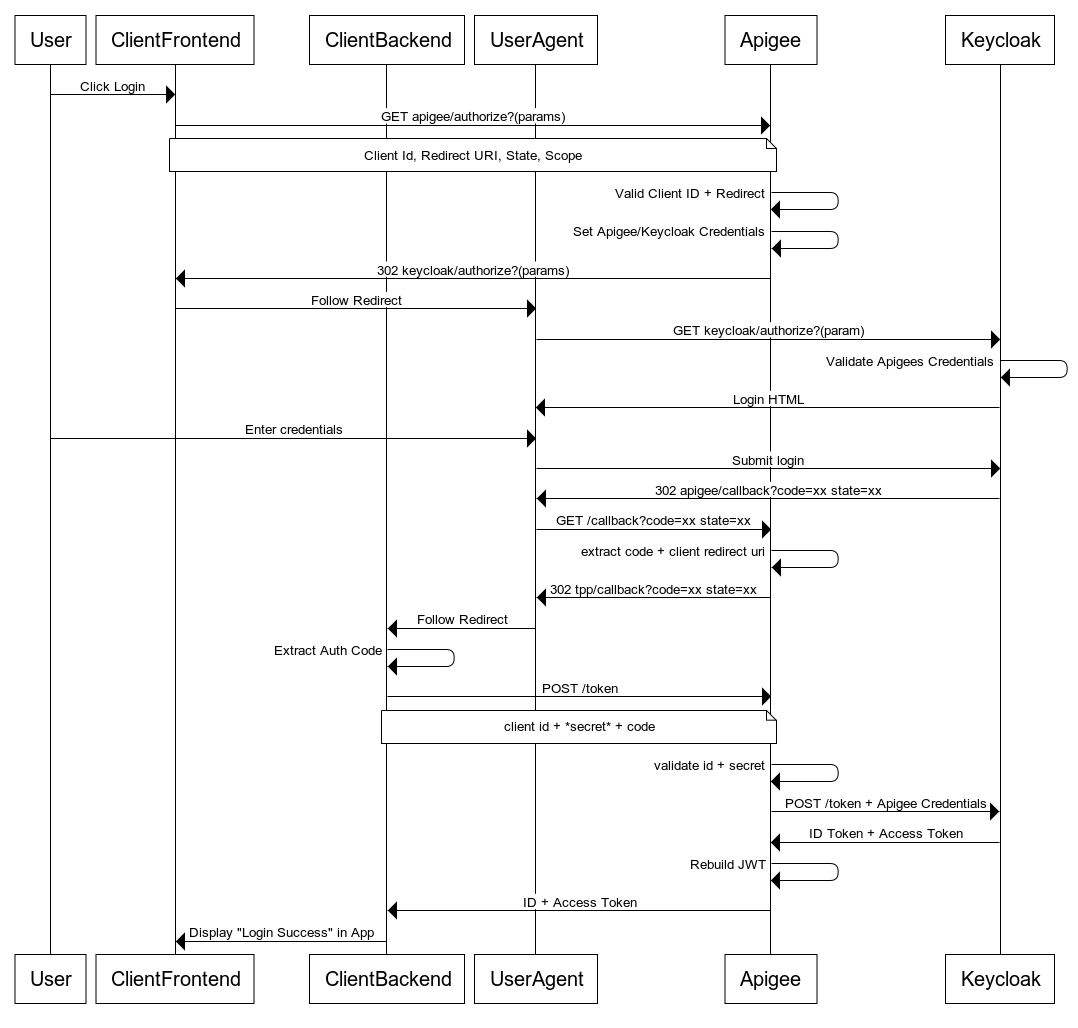 User ClientFrontend ClientBackend UserAgent Apigee Keycloak
Click Login
GET apigee/authorize?(params)
Client Id, Redirect URI, State, Scope
Valid Client ID + Redirect
Set Apigee/Keycloak Credentials
302 keycloak/authorize?(params)
Follow Redirect
GET keycloak/authorize?(param)
Validate Apigees Credentials
Login HTML
Enter credentials
Submit login
302 apigee/callback?code=xx state=xx
GET /callback?code=xx state=xx
extract code + client redirect uri
302 tpp/callback?code=xx state=xx
Follow Redirect
Extract Auth Code
POST /token
client id + *secret* + code
validate id + secret
POST /token + Apigee Credentials
ID Token + Access Token
Rebuild JWT
ID + Access Token
Display "Login Success" in App
User ClientFrontend ClientBackend UserAgent Apigee Keycloak